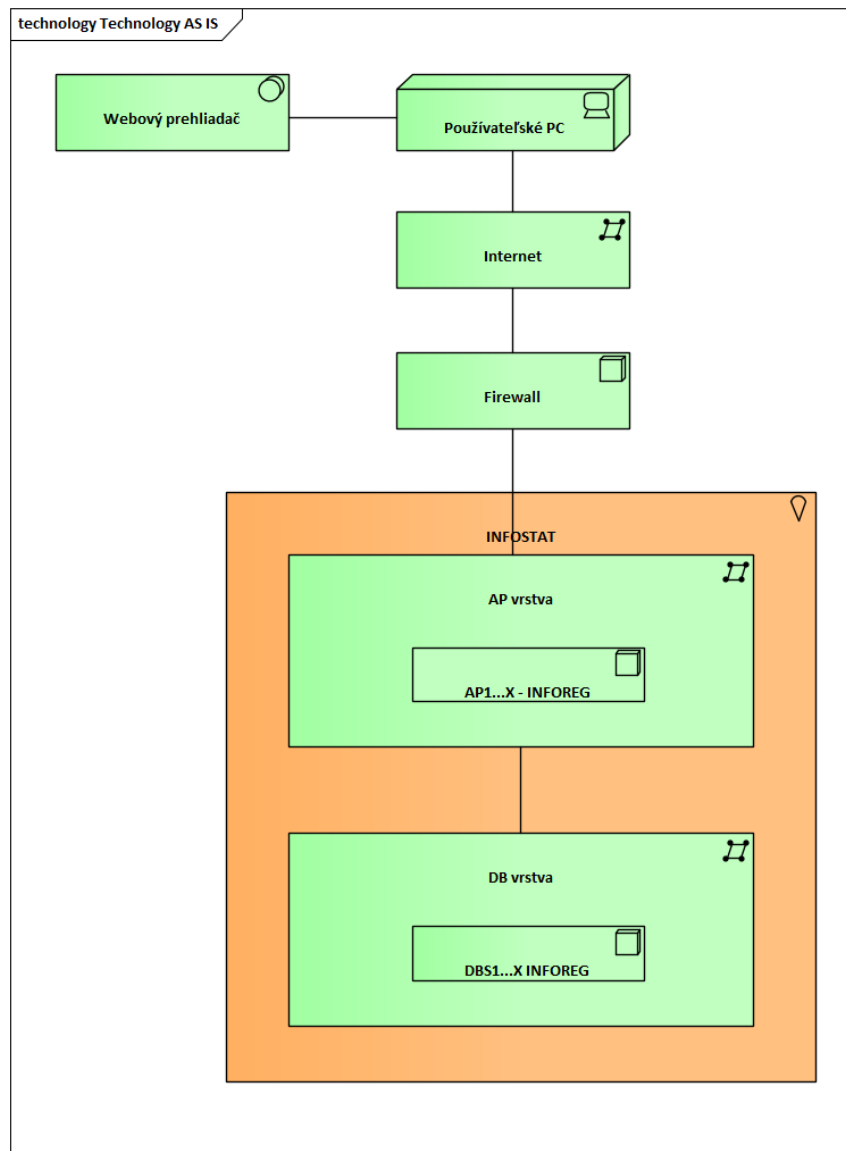 technology Technology AS IS
Webový prehliadač
Používateľské PC
Internet
Firewall
INFOSTAT
AP vrstva
AP1...X - INFOREG
DB vrstva
DBS1...X INFOREG